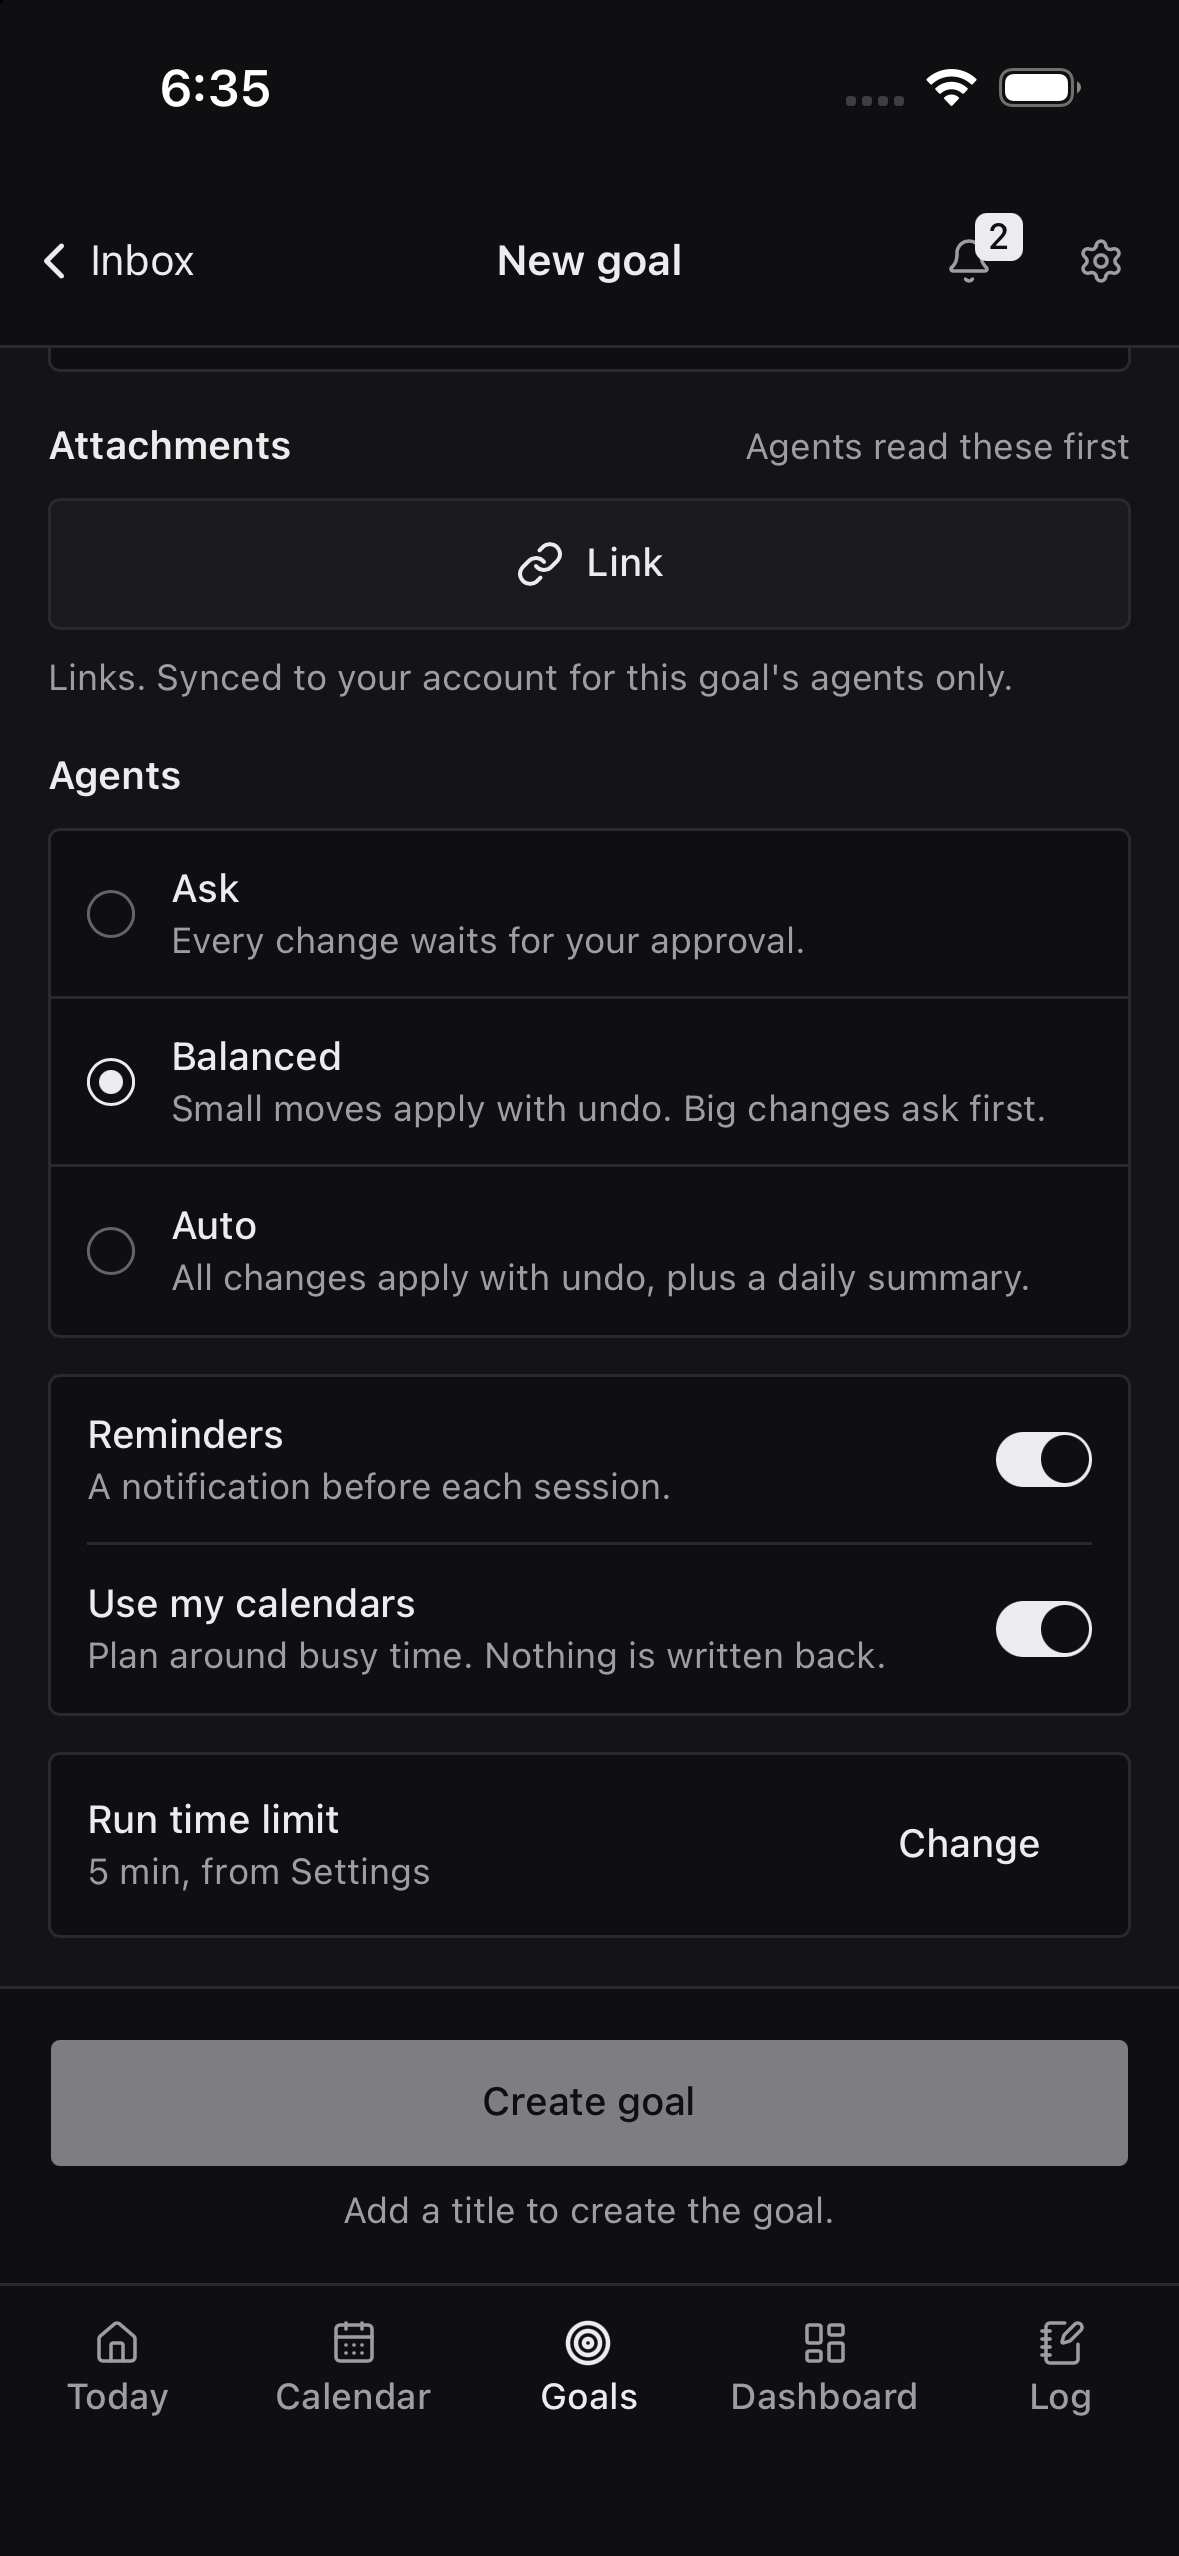 6:35
Inbox
New goal
2
Attachments
Agents read these first
Link
Links. Synced to your account for this goal's agents only.
Agents
Ask
Every change waits for your approval.
Balanced
Small moves apply with undo. Big changes ask first.
Auto
All changes apply with undo, plus a daily summary.
Reminders
A notification before each session.
Use my calendars
Plan around busy time. Nothing is written back.
Run time limit
5 min, from Settings
Change
Create goal
Add a title to create the goal.
Today
Calendar
Goals
Dashboard
Log